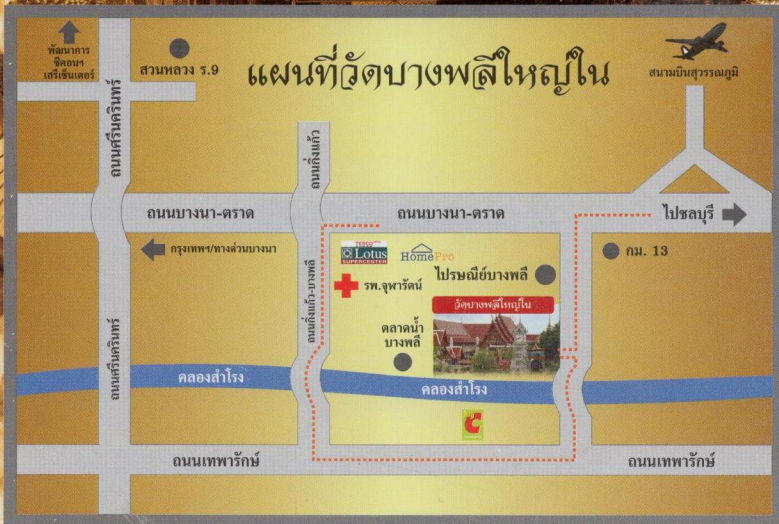 แผนที่วัดบางพลีใหญ่ใน
พัฒนาการ
ซีคอนฯ
เสรีเซ็นเตอร์
สวนหลวง ร.9
สนามบินสุวรรณภูมิ
ถนนศรีนครินทร์
ถนนกิ่งแก้ว
ถนนบางนา-ตราด
ถนนบางนา-ตราด
ไปชลบุรี
กรุงเทพฯ/ทางด่วนบางนา
ถนนกิ่งแก้ว-บางพลี
TESCO
Lotus
SUPERCENTER
HomePro
กม. 13
รพ.จุฬารัตน์
ไปรษณีย์บางพลี
วัดบางพลีใหญ่ใน
ตลาดน้ำ
บางพลี
ถนนศรีนครินทร์
คลองสำโรง
คลองสำโรง
Big C
ถนนเทพารักษ์
ถนนเทพารักษ์